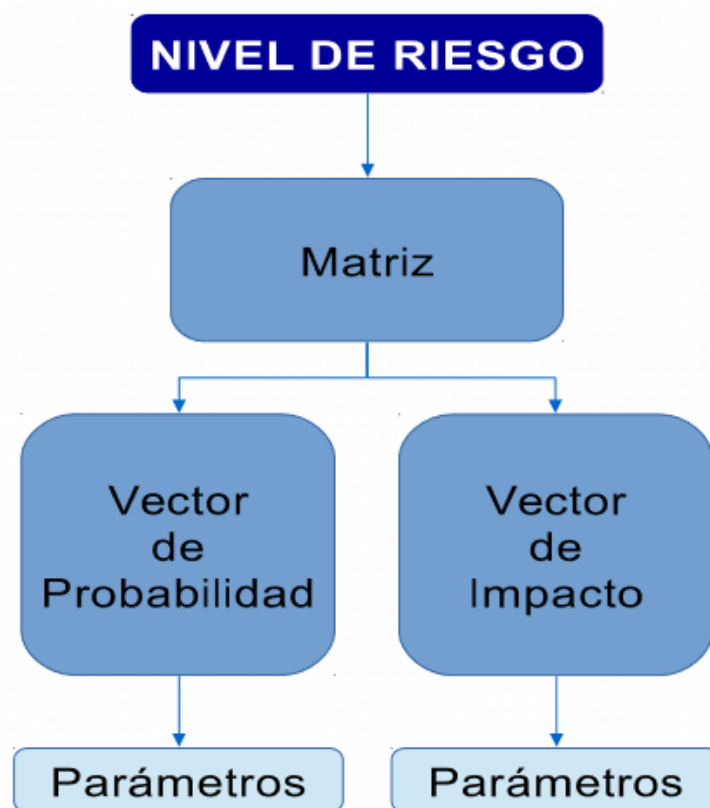 NIVEL DE RIESGO
Matriz
Vector
de
Probabilidad
Vector
de
Impacto
Parámetros
Parámetros